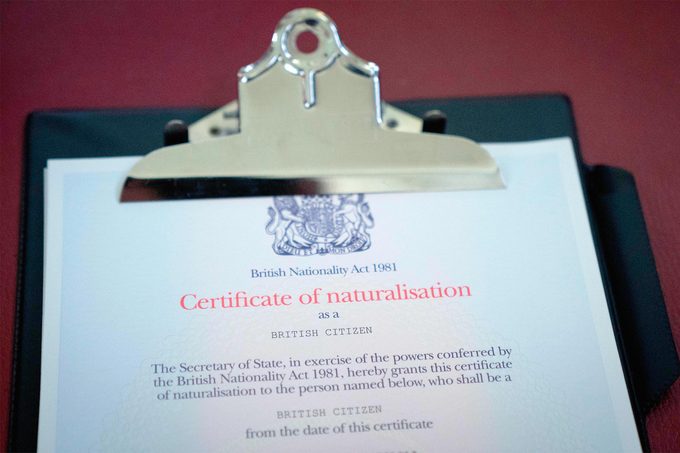 British Nationality Act 1981
Certificate of naturalisation
as a
BRITISH CITIZEN
The Secretary of State, in exercise of the powers conferred by
the British Nationality Act 1981, hereby grants this certificate
of naturalisation to the person named below, who shall be a
BRITISH CITIZEN
from the date of this certificate